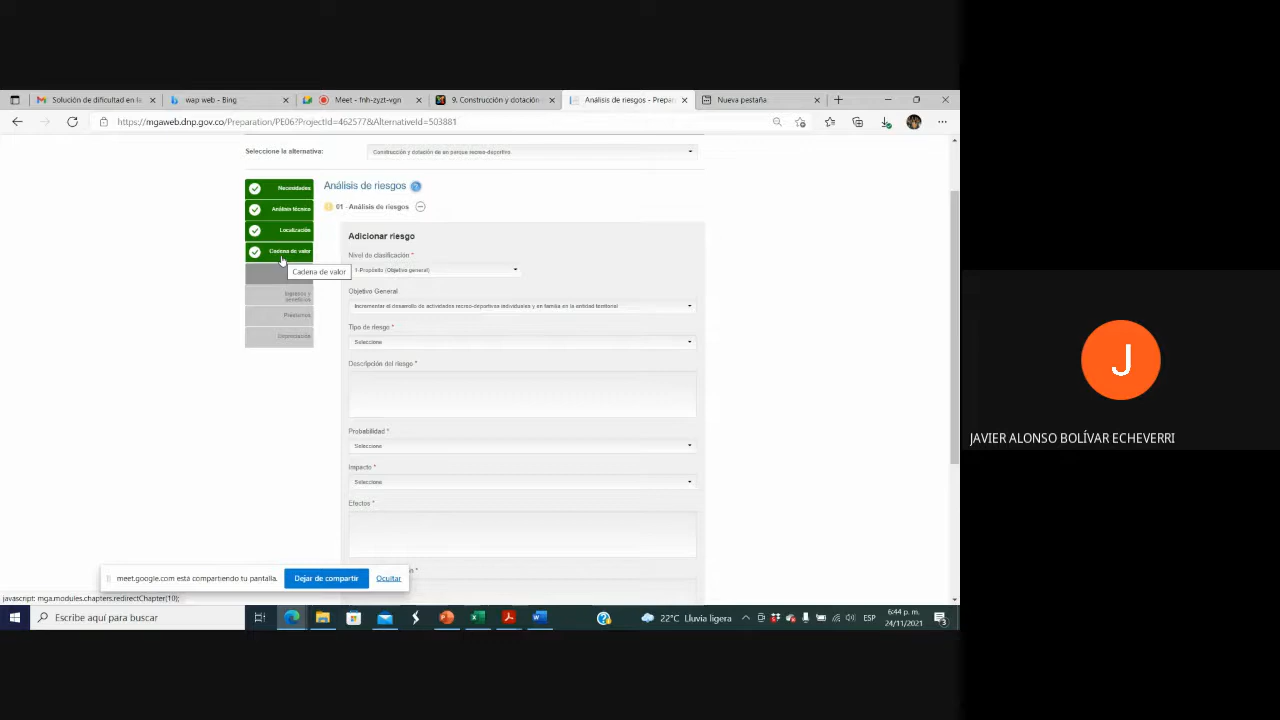 Solución de dificultad en la
wap web - Bing
Meet - fnh-zyzt-vgn
9. Construcción y dotación
Análisis de riesgos - Prepar
Nueva pestaña
https://mgaweb.dnp.gov.co/Preparation/PE06?ProjectId=462577&AlternativeId=503881
Seleccione la alternativa:
Construcción y dotación de en parque recreo-deportivo
Necesidades
Análisis técnico
Localización
Cadena de valor
Cadena de valor
Ingresos y
beneficios
Préstamos
Depreciación
Análisis de riesgos
01 - Análisis de riesgos
Adicionar riesgo
Nivel de clasificación *
1-Propósito (Objetivo general)
Objetivo General
Incrementar el desarrollo de actividades recreo-deportivas individuales y en familia en la entidad territorial
Tipo de riesgo *
Seleccione
Descripción del riesgo *
Probabilidad *
Seleccione
Impacto *
Seleccione
Efectos *
meet.google.com está compartiendo tu pantalla.
Dejar de compartir
Ocultar
javascript: mga.modules.chapters.redirectChapter(10);
Escribe aquí para buscar
22°C Lluvia ligera
ESP
6:44 p. m.
24/11/2021
3
J
JAVIER ALONSO BOLÍVAR ECHEVERRI